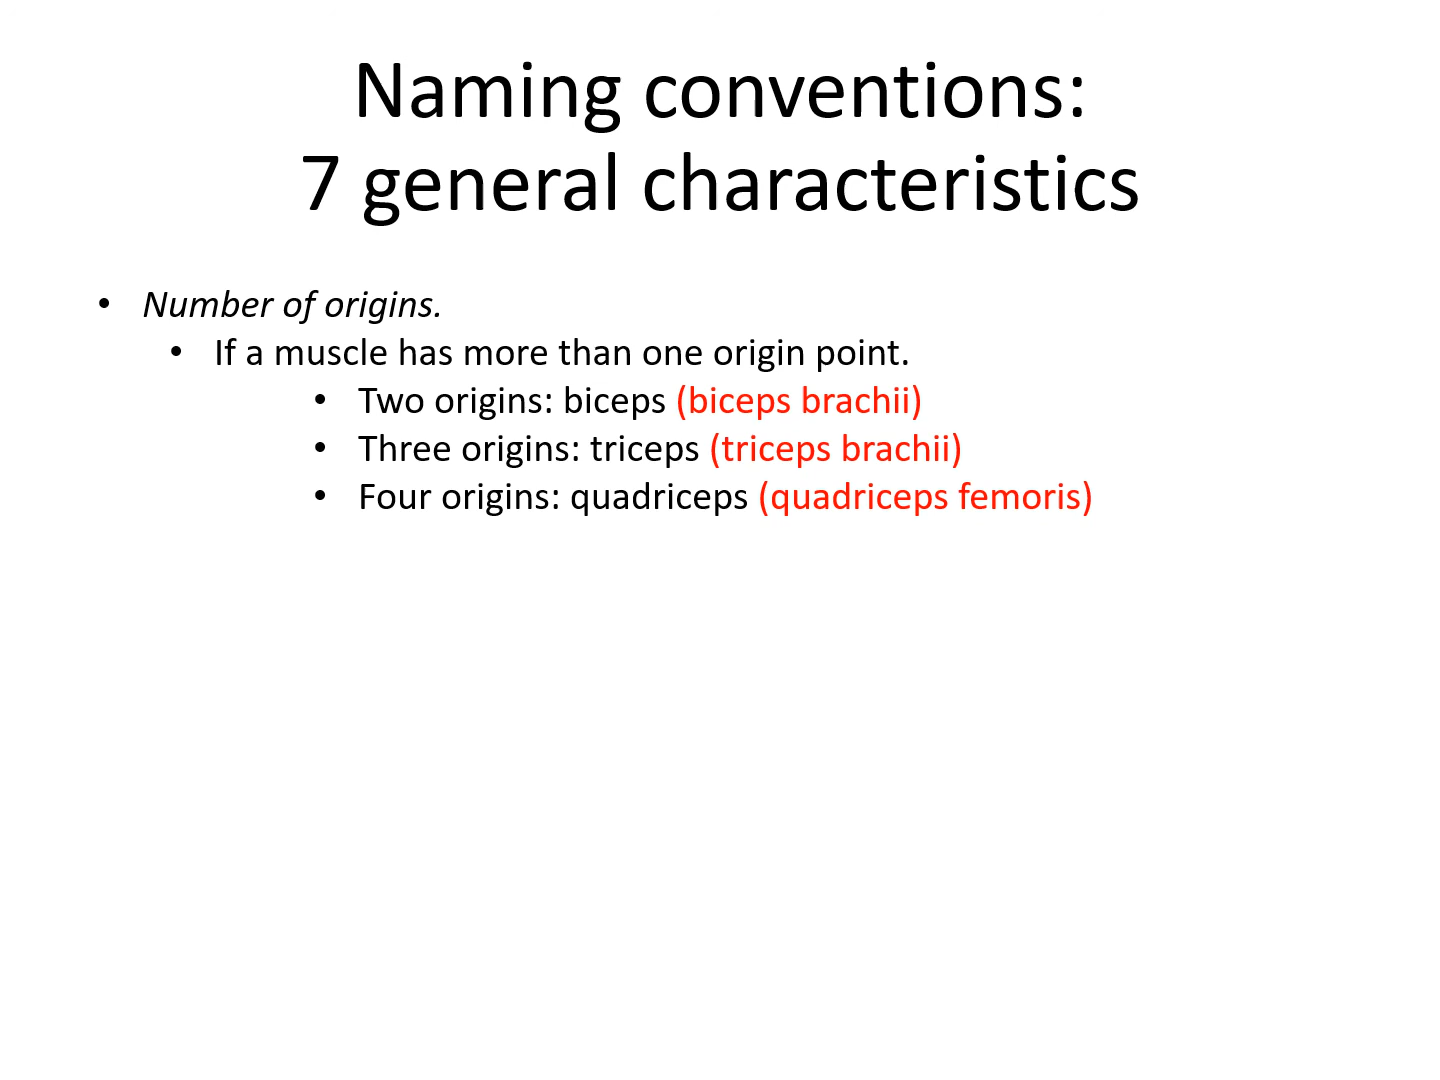 Naming conventions:
7 general characteristics
• Number of origins.
• If a muscle has more than one origin point.
• Two origins: biceps (biceps brachii)
• Three origins: triceps (triceps brachii)
• Four origins: quadriceps (quadriceps femoris)